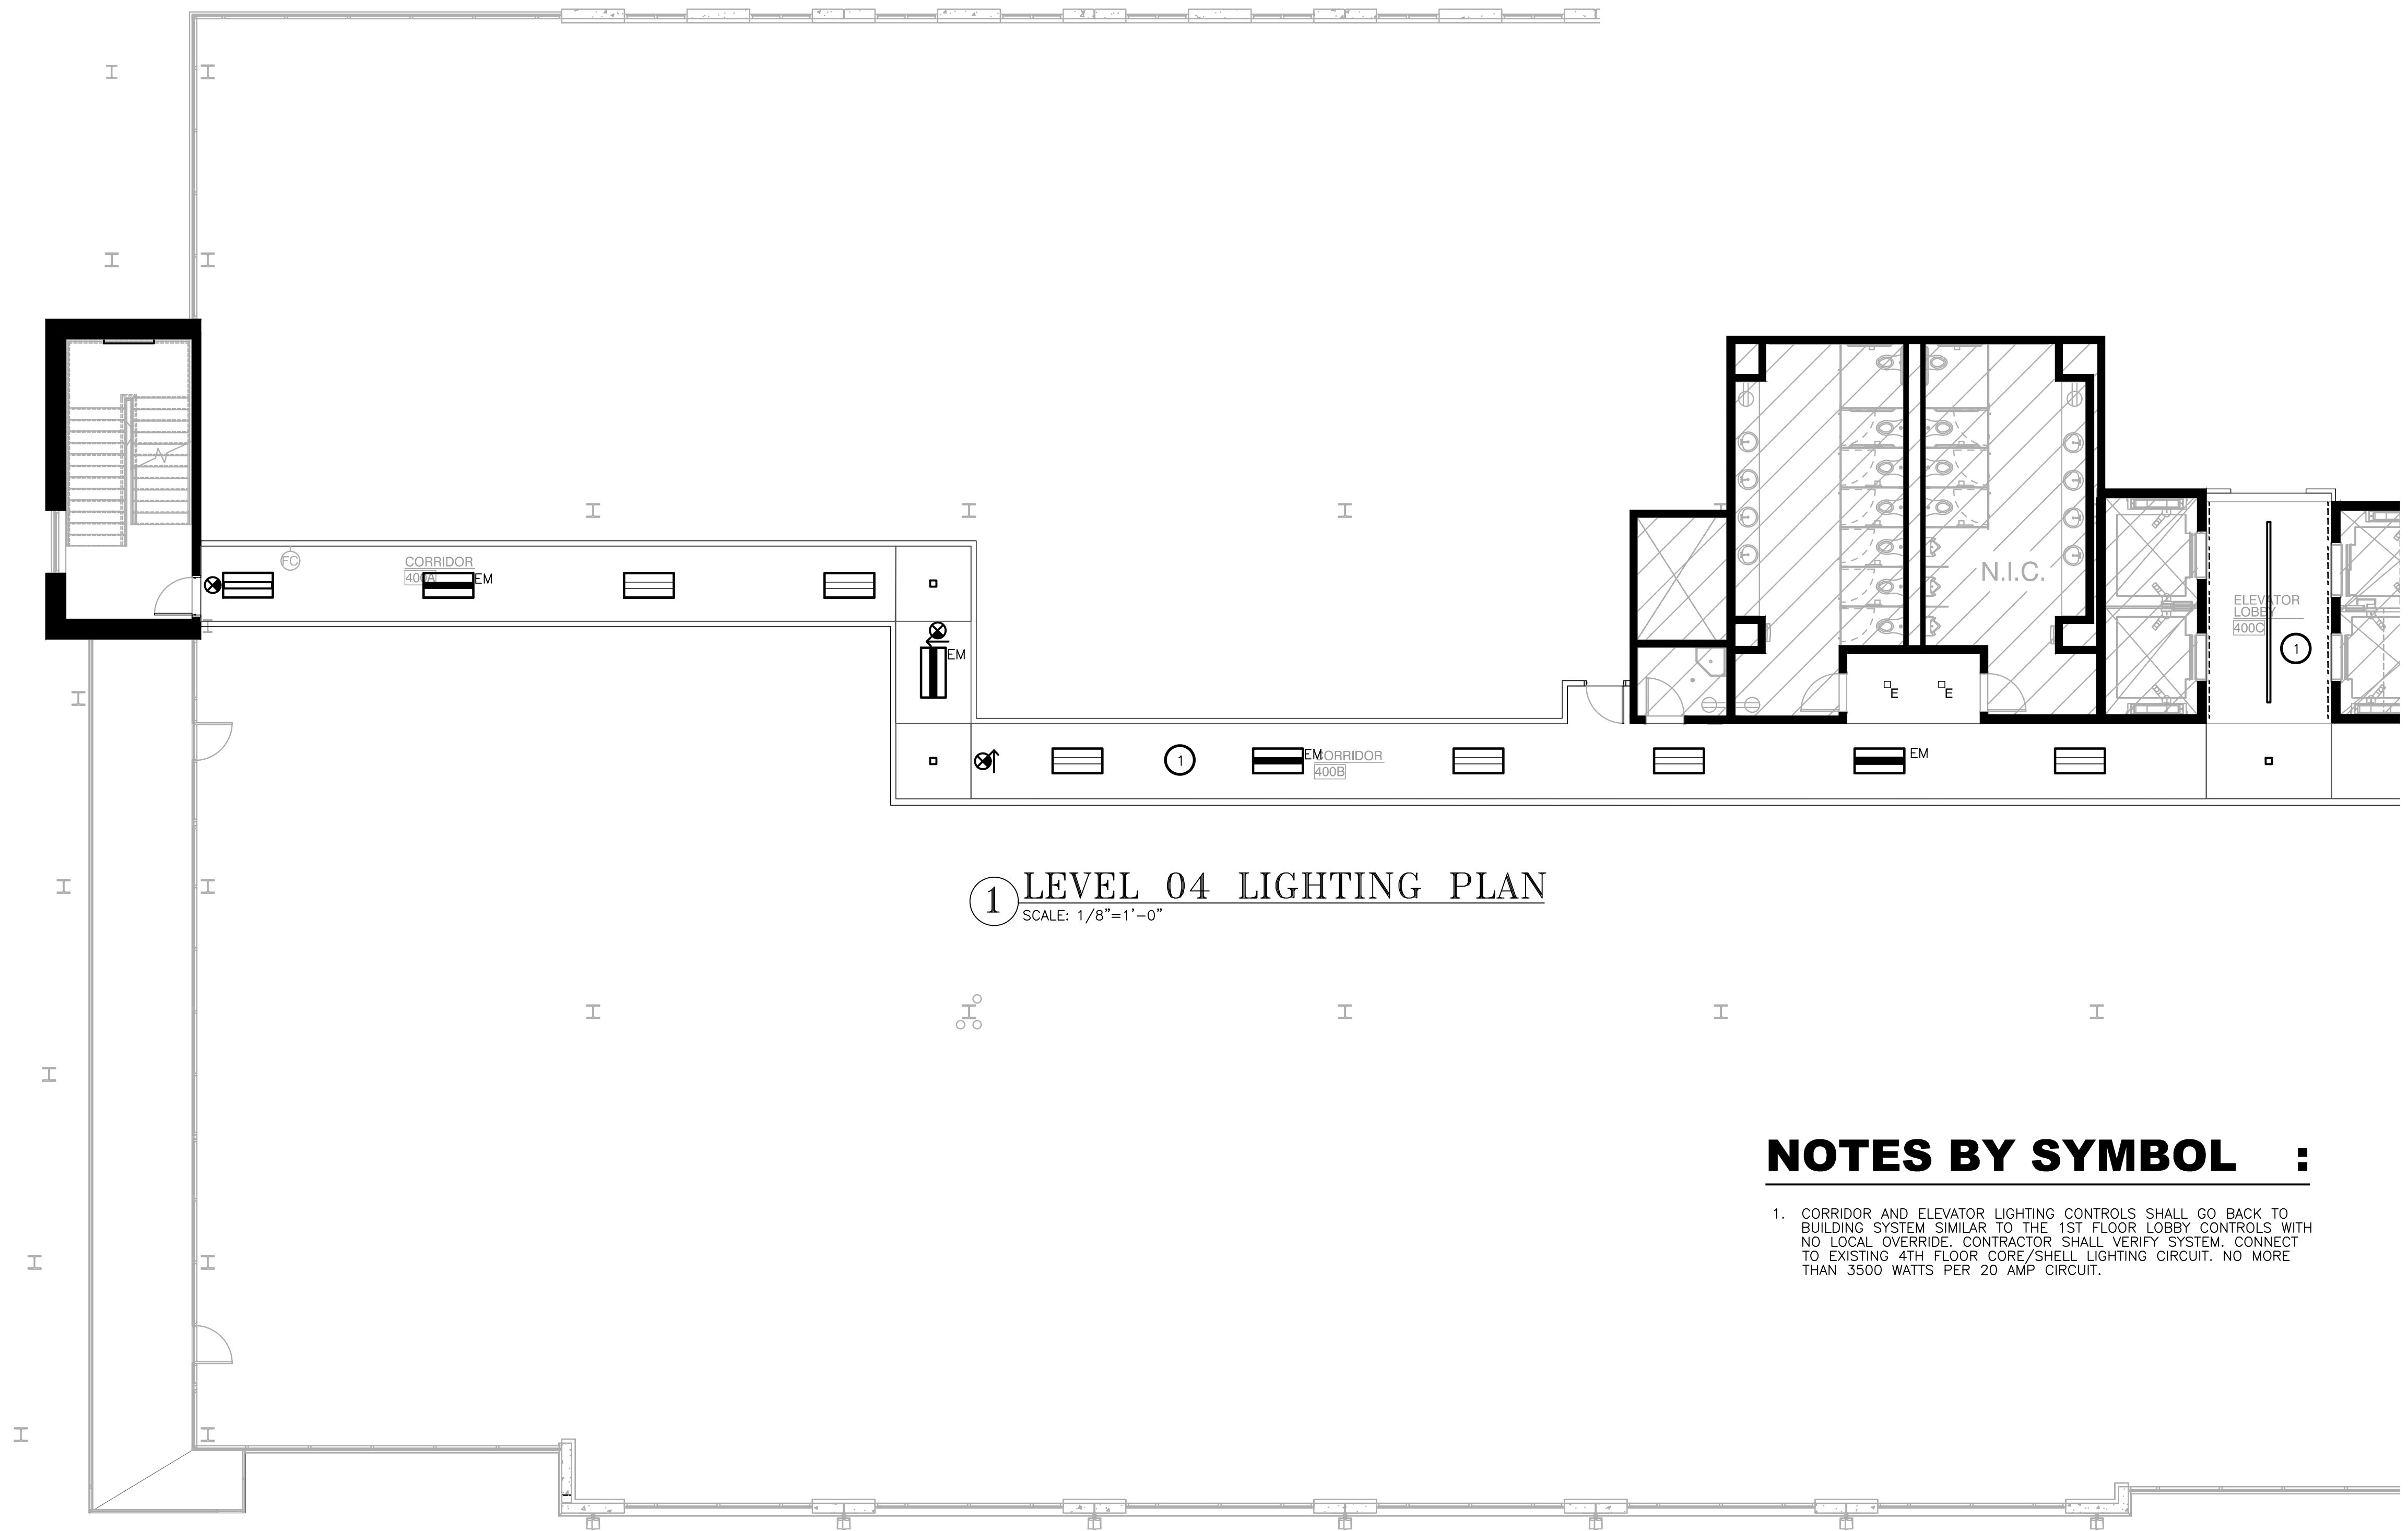 FC
CORRIDOR
400A
EM
EM
N.I.C.
ELEVATOR
LOBBY
400C
1
E
E
1
EM
CORRIDOR
400B
EM
1
LEVEL 04 LIGHTING PLAN
SCALE: 1/8"=1'-0"
NOTES BY SYMBOL :
1. CORRIDOR AND ELEVATOR LIGHTING CONTROLS SHALL GO BACK TO
BUILDING SYSTEM SIMILAR TO THE 1ST FLOOR LOBBY CONTROLS WITH
NO LOCAL OVERRIDE. CONTRACTOR SHALL VERIFY SYSTEM. CONNECT
TO EXISTING 4TH FLOOR CORE/SHELL LIGHTING CIRCUIT. NO MORE
THAN 3500 WATTS PER 20 AMP CIRCUIT.